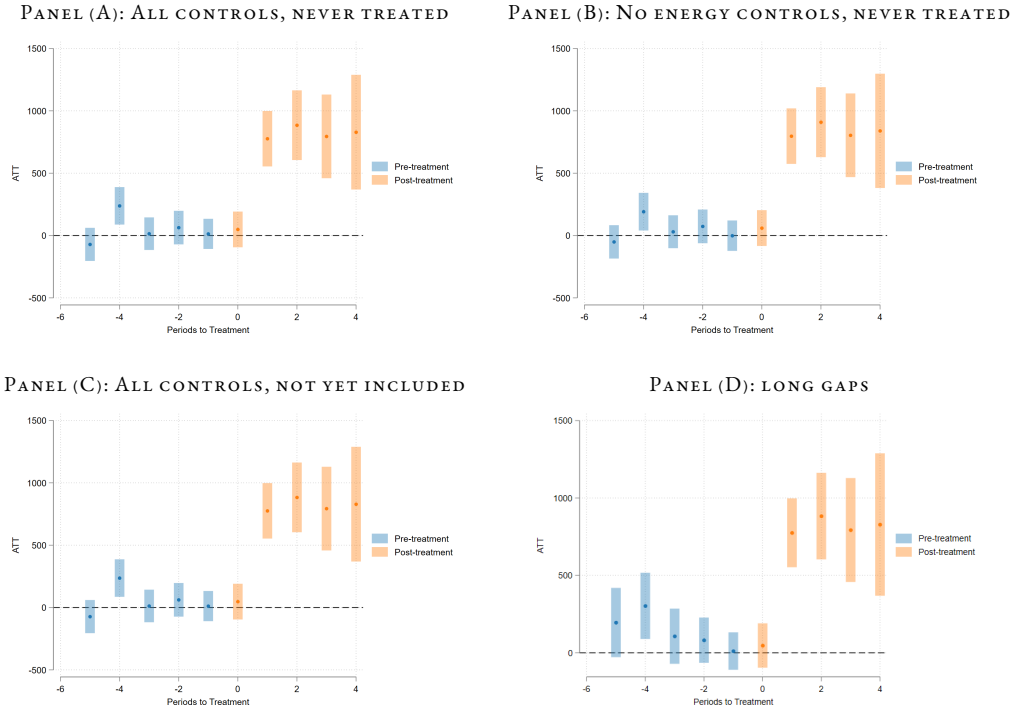 Panel (A): All controls, never treated
1500
1000
500
0
-500
ATT
-6 -4 -2 0 2 4
Periods to Treatment
Pre-treatment
Post-treatment
Panel (B): No energy controls, never treated
1500
1000
500
0
-500
ATT
-6 -4 -2 0 2 4
Periods to Treatment
Pre-treatment
Post-treatment
Panel (C): All controls, not yet included
1500
1000
500
0
-500
ATT
-6 -4 -2 0 2 4
Periods to Treatment
Pre-treatment
Post-treatment
Panel (D): long gaps
1500
1000
500
0
ATT
-6 -4 -2 0 2 4
Periods to Treatment
Pre-treatment
Post-treatment